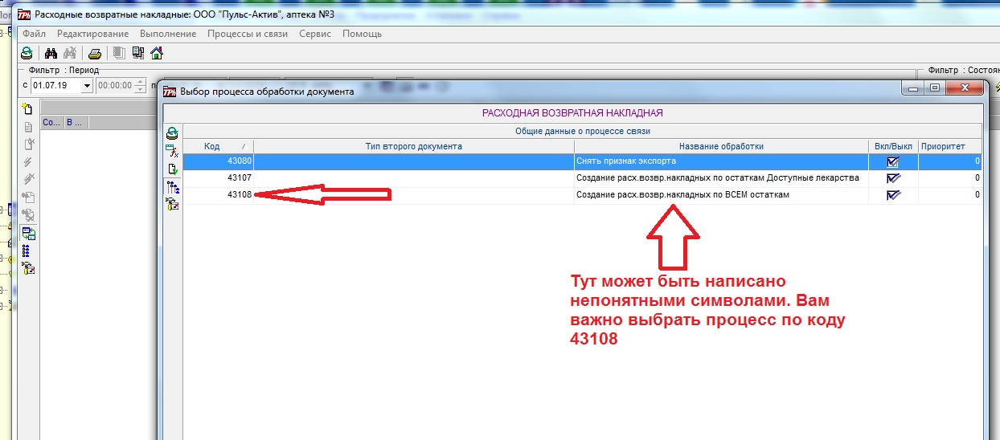 Расходные возвратные накладные: ООО "Пульс-Актив", аптека №3
Файл Редактирование Выполнение Процессы и связи Сервис Помощь
Фильтр : Период
Фильтр : Состоян
с 01.07.19 00:00:00 п
Выбор процесса обработки документа
РАСХОДНАЯ ВОЗВРАТНАЯ НАКЛАДНАЯ
Со... В ...
Общие данные о процессе связи
Код / Тип второго документа Название обработки Вкл/Выкл Приоритет
43080 Снять признак экспорта 0
43107 Создание расх.возвр.накладных по остаткам Доступные лекарства 0
43108 Создание расх.возвр.накладных по ВСЕМ остаткам 0
Тут может быть написано
непонятными символами. Вам
важно выбрать процесс по коду
43108